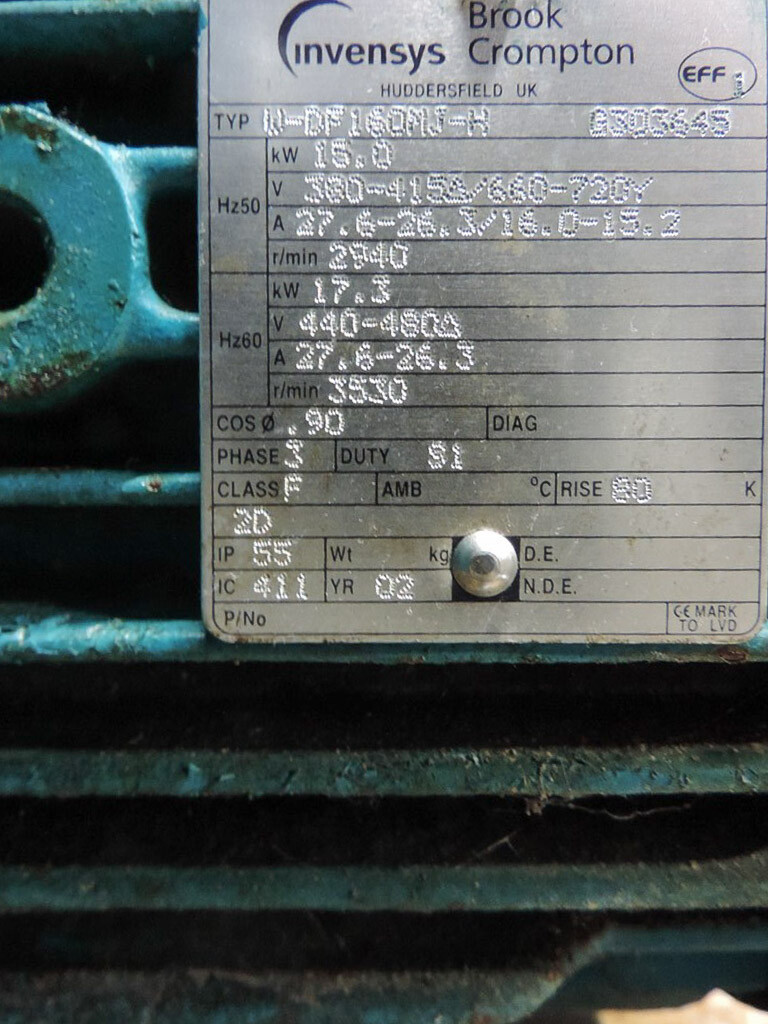 Brook
invensys Crompton
HUDDERSFIELD UK
EFF 1
TYP W-DF160MJ-H G303645
Hz50
kW 15.0
V 380-415Δ/660-720Y
A 27.6-26.3/16.0-15.2
r/min 2940
Hz60
kW 17.3
V 440-480Δ
A 27.6-26.3
r/min 3530
COS Ø .90 DIAG
PHASE 3 DUTY S1
CLASS F AMB °C RISE 80 K
2D
IP 55 Wt kg D.E.
IC 411 YR 02 N.D.E.
P/No CE MARK
TO LVD